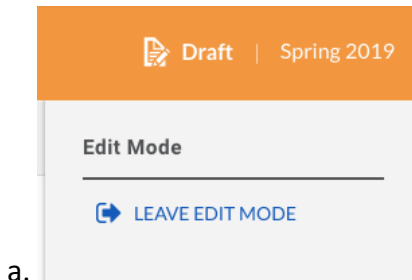 Draft | Spring 2019
Edit Mode
LEAVE EDIT MODE
a.